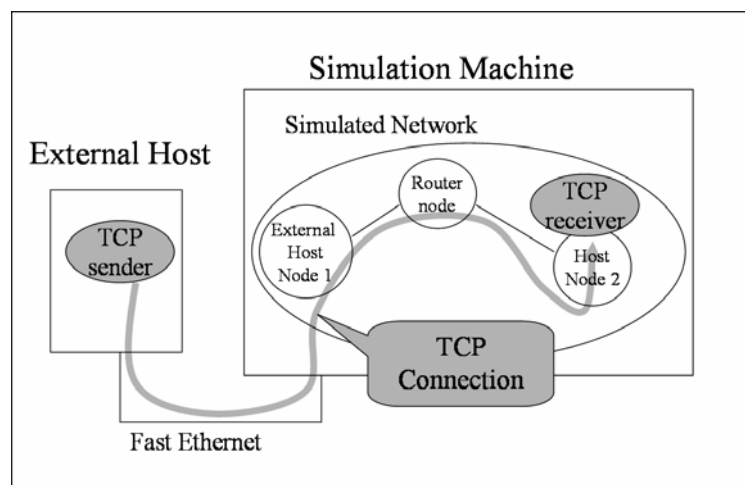 Simulation Machine
Simulated Network
External Host
Router
node
TCP
receiver
External
Host
Node 1
TCP
sender
Host
Node 2
TCP
Connection
Fast Ethernet